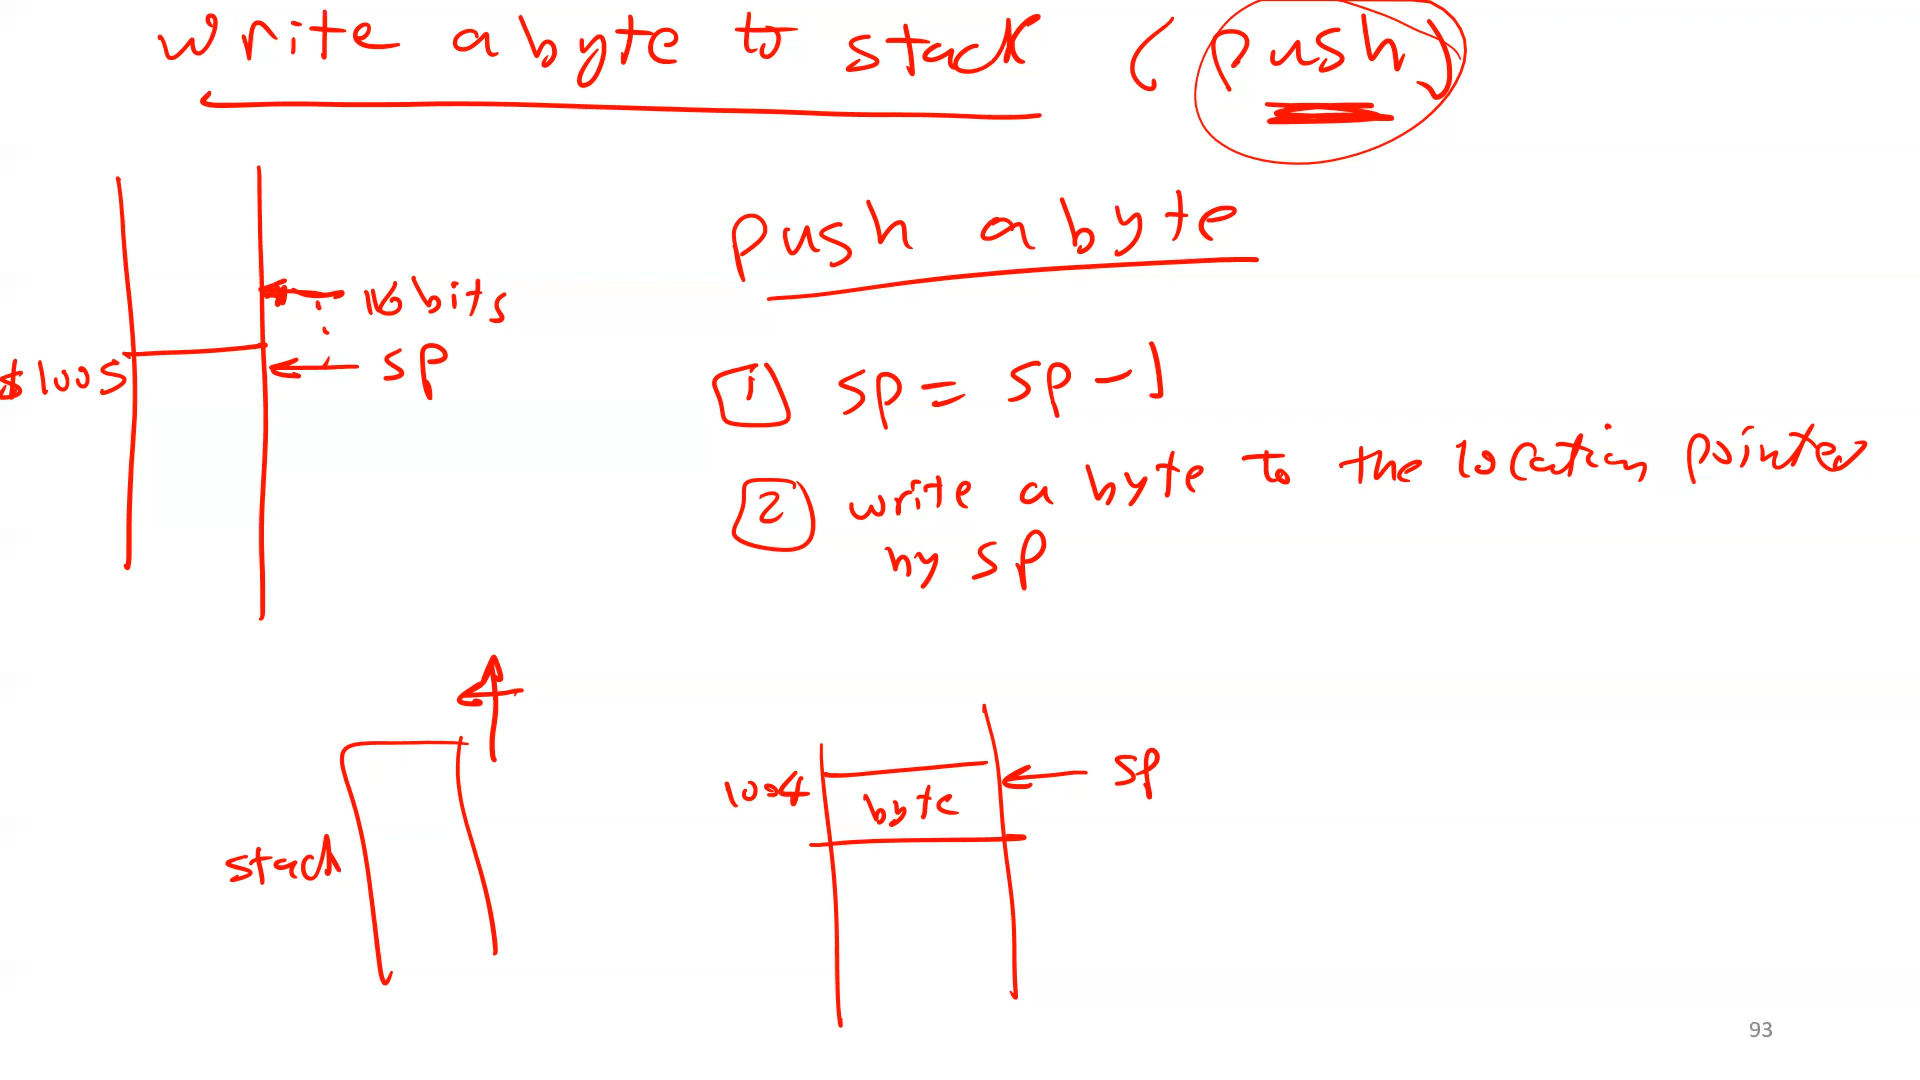 write a byte to stack (push)
push a byte
16 bits
$1005
SP
1 SP = SP - 1
2 write a byte to the location pointed
by SP
stack
1004
byte
SP
93